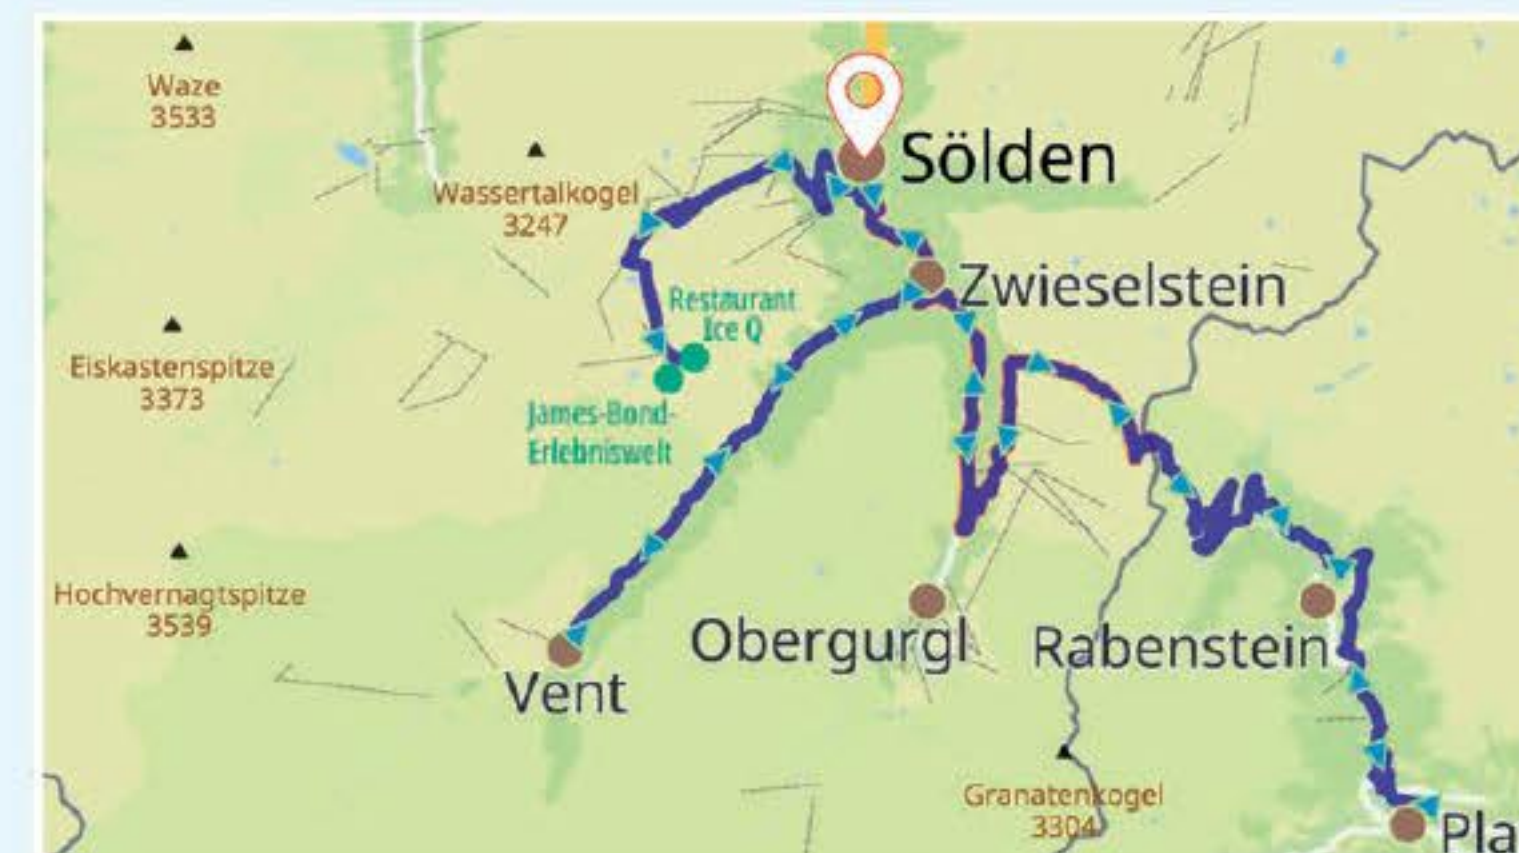 Waze
3533
Sölden
Wassertalkogel
3247
Zwieselstein
Restaurant
Ice Q
Eiskastenspitze
3373
James-Bond-
Erlebniswelt
Hochvernagtspitze
3539
Obergurgl
Rabenstein
Vent
Granatenkogel
3304
Pla